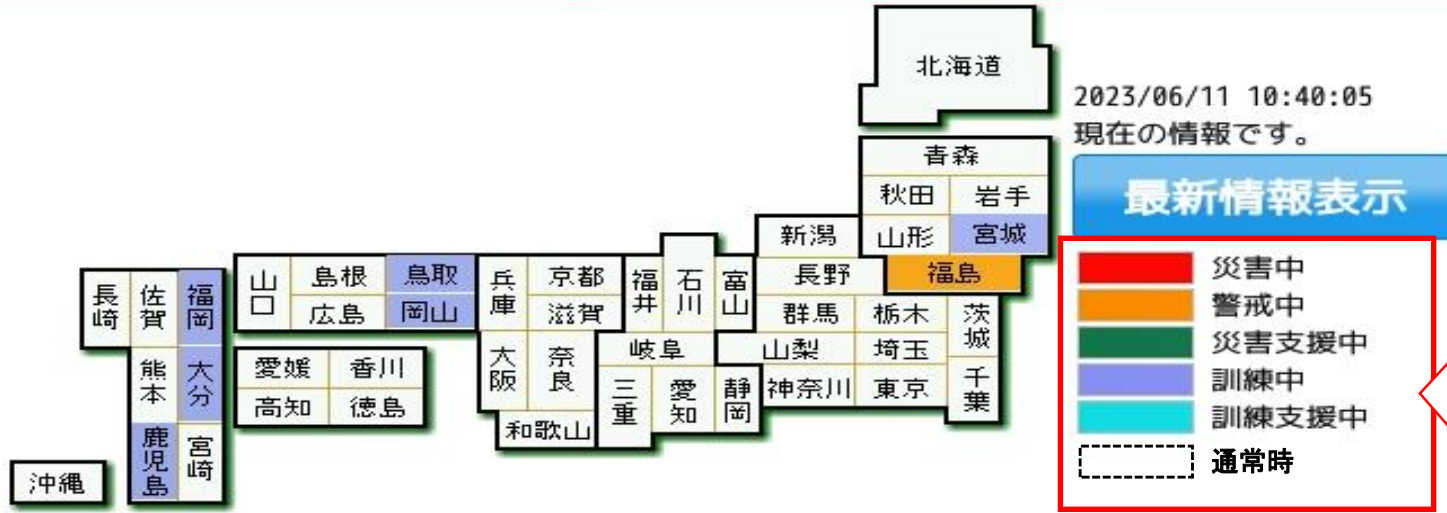 北海道
2023/06/11 10:40:05
現在の情報です。
最新情報表示
青森
秋田
岩手
新潟
山形
宮城
長崎
佐賀
福岡
山口
島根
鳥取
兵庫
京都
福井
石川
富山
長野
福島
広島
岡山
滋賀
群馬
栃木
茨城
熊本
大分
愛媛
香川
大阪
奈良
岐阜
山梨
埼玉
高知
徳島
三重
愛知
静岡
神奈川
東京
千葉
和歌山
鹿児島
宮崎
沖縄
災害中
警戒中
災害支援中
訓練中
訓練支援中
通常時